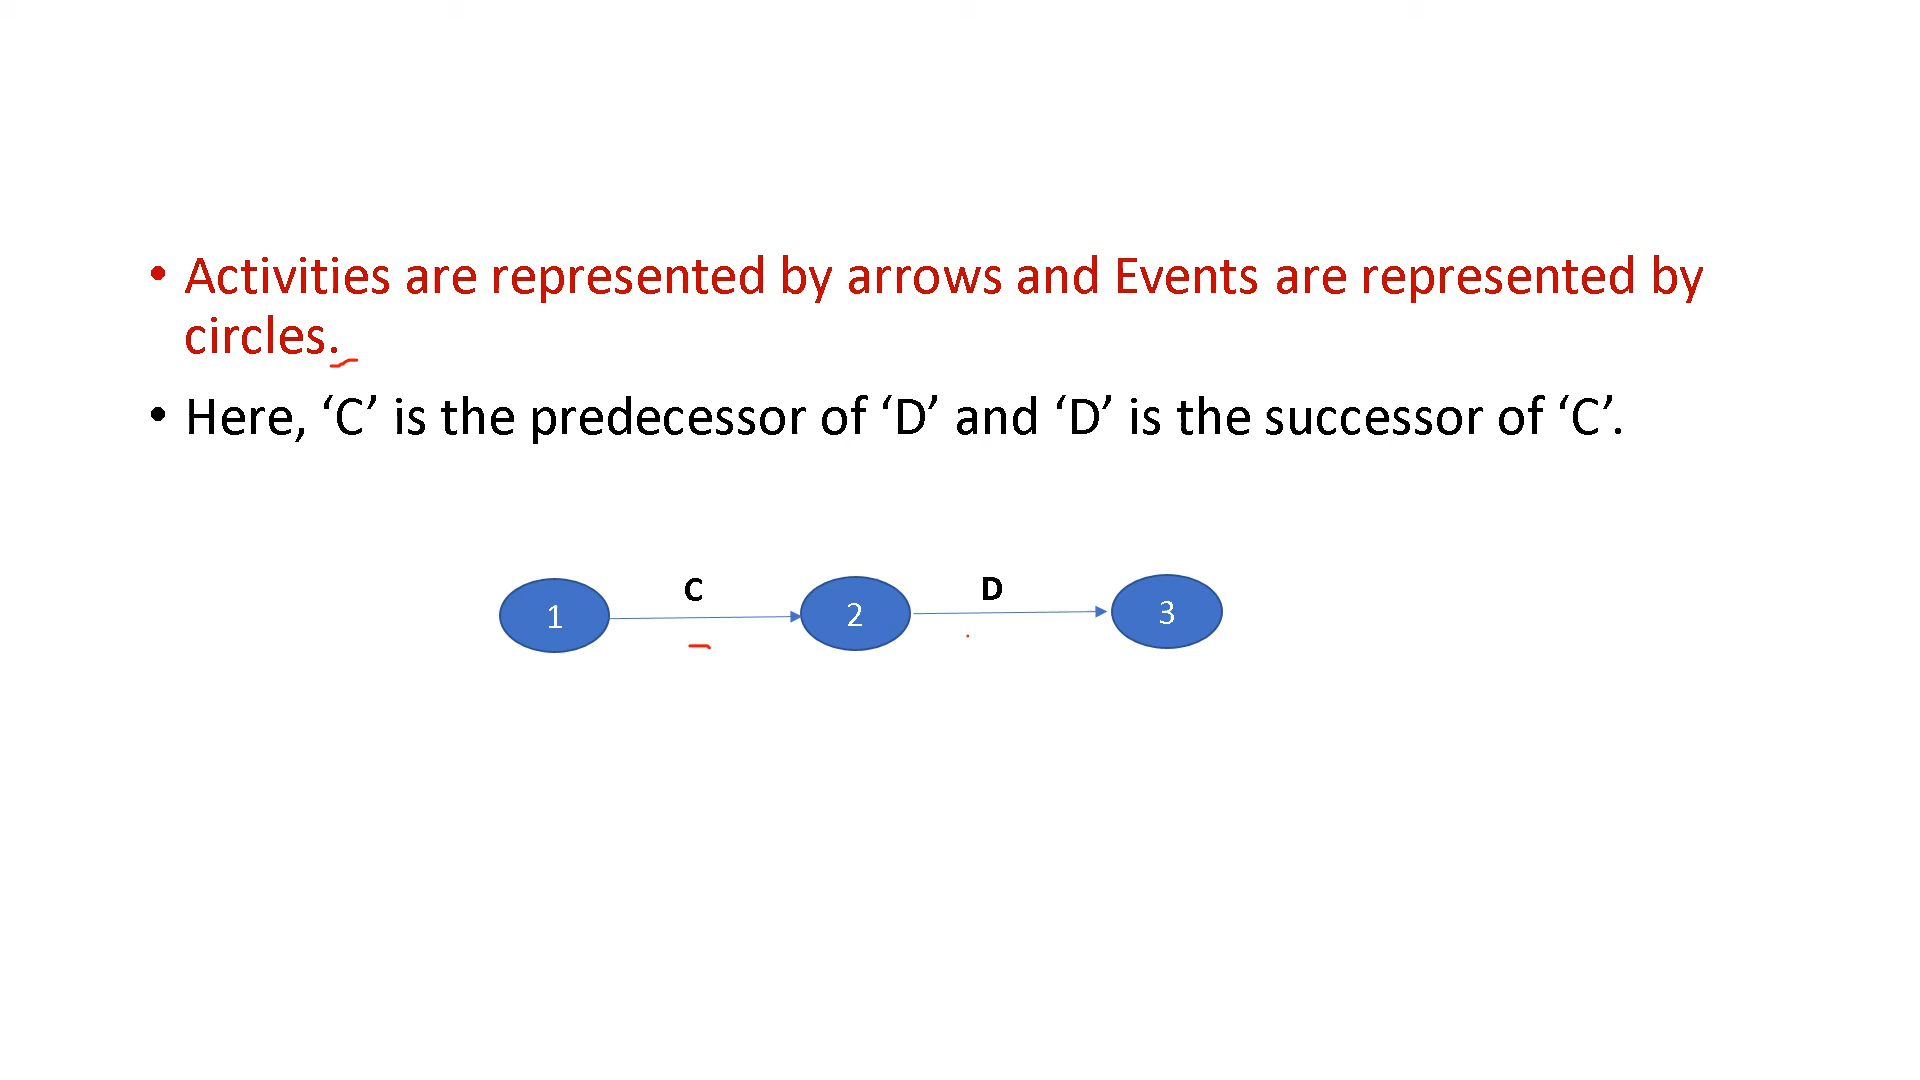 • Activities are represented by arrows and Events are represented by
circles.
• Here, ‘C’ is the predecessor of ‘D’ and ‘D’ is the successor of ‘C’.
C D
1 2 3